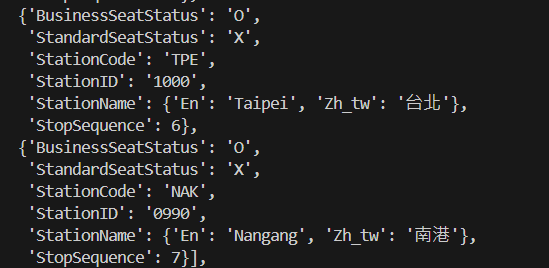 {'BusinessSeatStatus': 'O',
'StandardSeatStatus': 'X',
'StationCode': 'TPE',
'StationID': '1000',
'StationName': {'En': 'Taipei', 'Zh_tw': '台北'},
'StopSequence': 6},
{'BusinessSeatStatus': 'O',
'StandardSeatStatus': 'X',
'StationCode': 'NAK',
'StationID': '0990',
'StationName': {'En': 'Nangang', 'Zh_tw': '南港'},
'StopSequence': 7}],